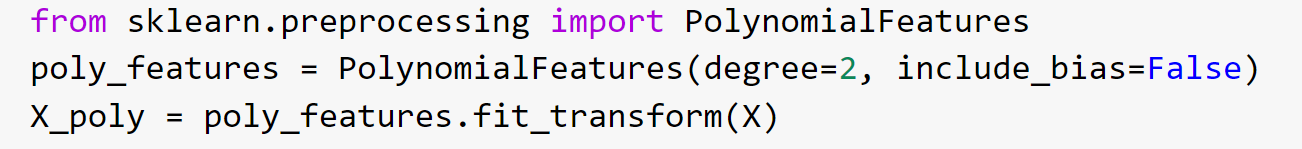 from sklearn.preprocessing import PolynomialFeatures
poly_features = PolynomialFeatures(degree=2, include_bias=False)
X_poly = poly_features.fit_transform(X)